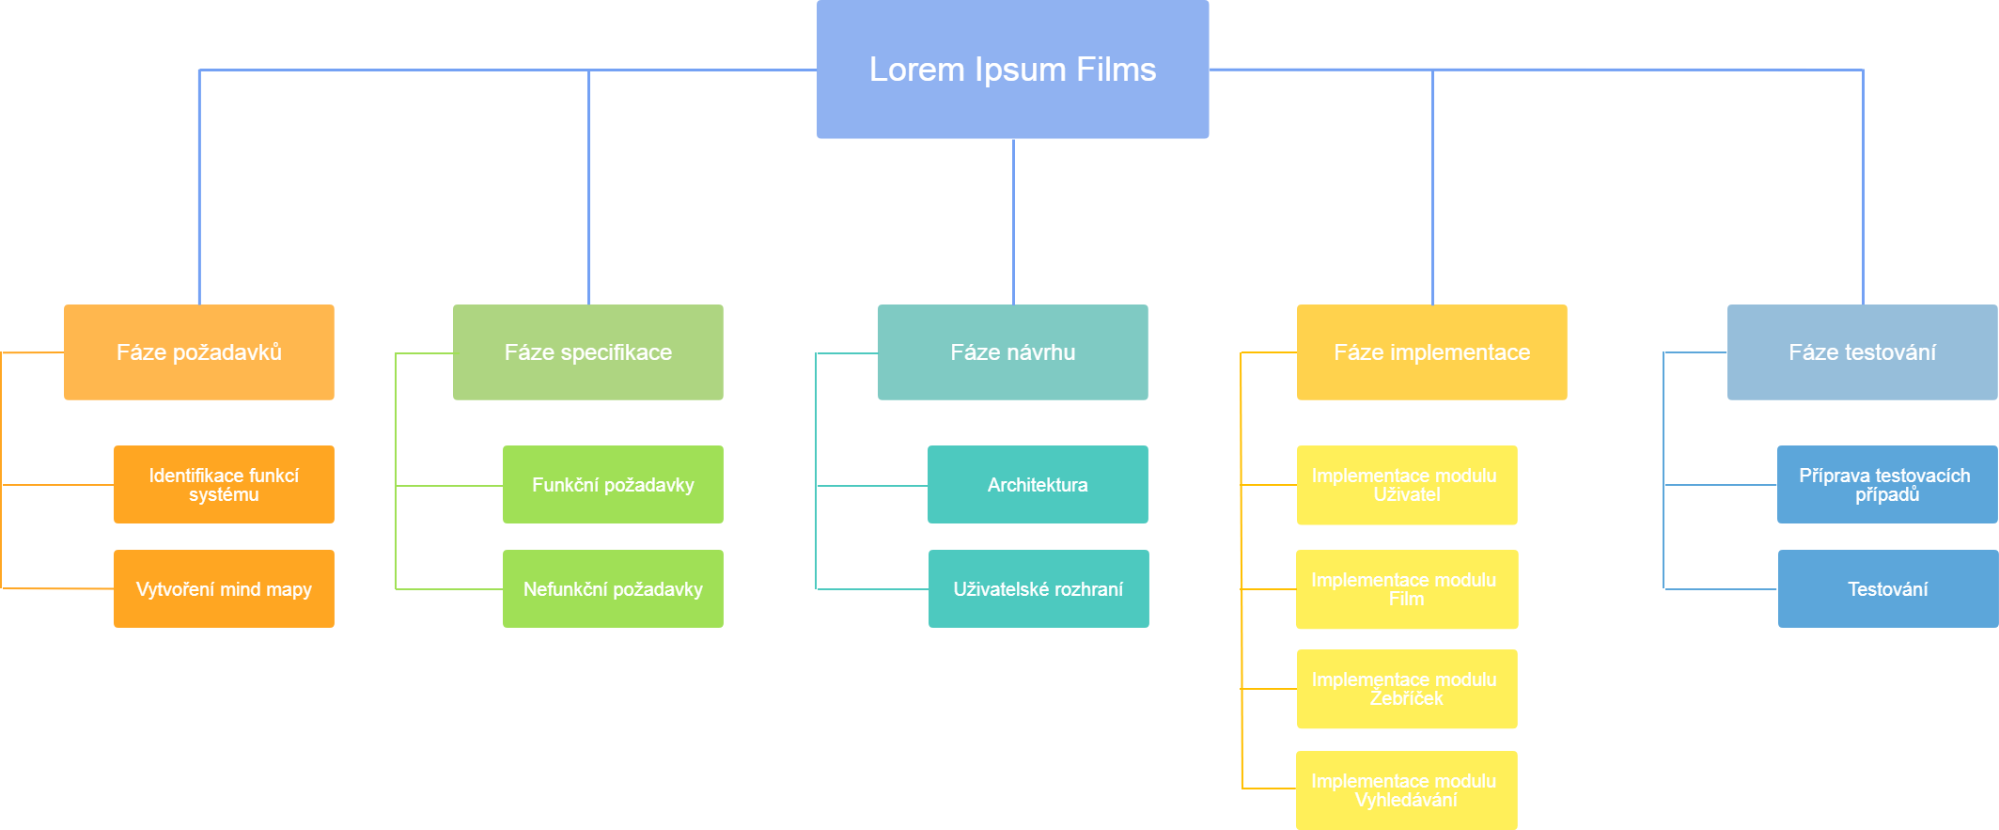 Lorem Ipsum Films
Fáze požadavků
Identifikace funkcí
systému
Vytvoření mind mapy
Fáze specifikace
Funkční požadavky
Nefunkční požadavky
Fáze návrhu
Architektura
Uživatelské rozhraní
Fáze implementace
Implementace modulu
Uživatel
Implementace modulu
Film
Implementace modulu
Žebříček
Implementace modulu
Vyhledávání
Fáze testování
Příprava testovacích
případů
Testování